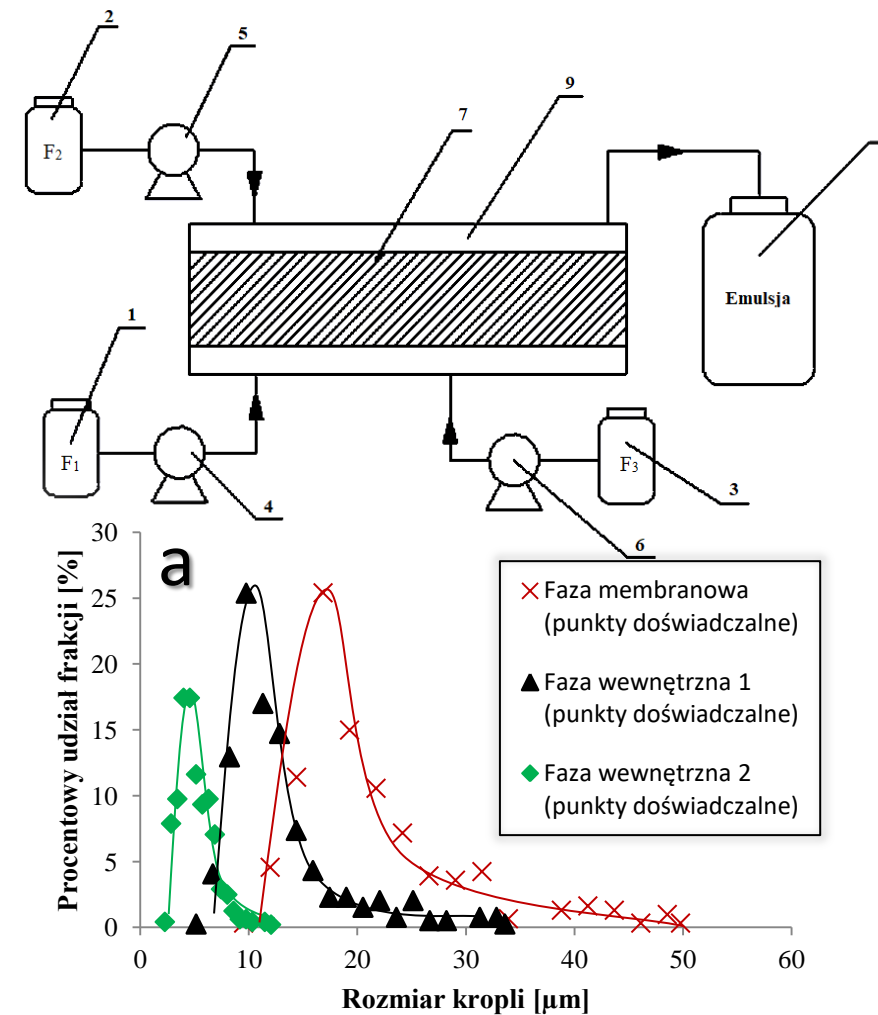 2
5
9
7
F2
Emulsja
1
F1
F3
4
3
6
a
Procentowy udział frakcji [%]
30
25
20
15
10
5
0
0
10
20
30
40
50
60
Rozmiar kropli [µm]
Faza membranowa
(punkty doświadczalne)
Faza wewnętrzna 1
(punkty doświadczalne)
Faza wewnętrzna 2
(punkty doświadczalne)